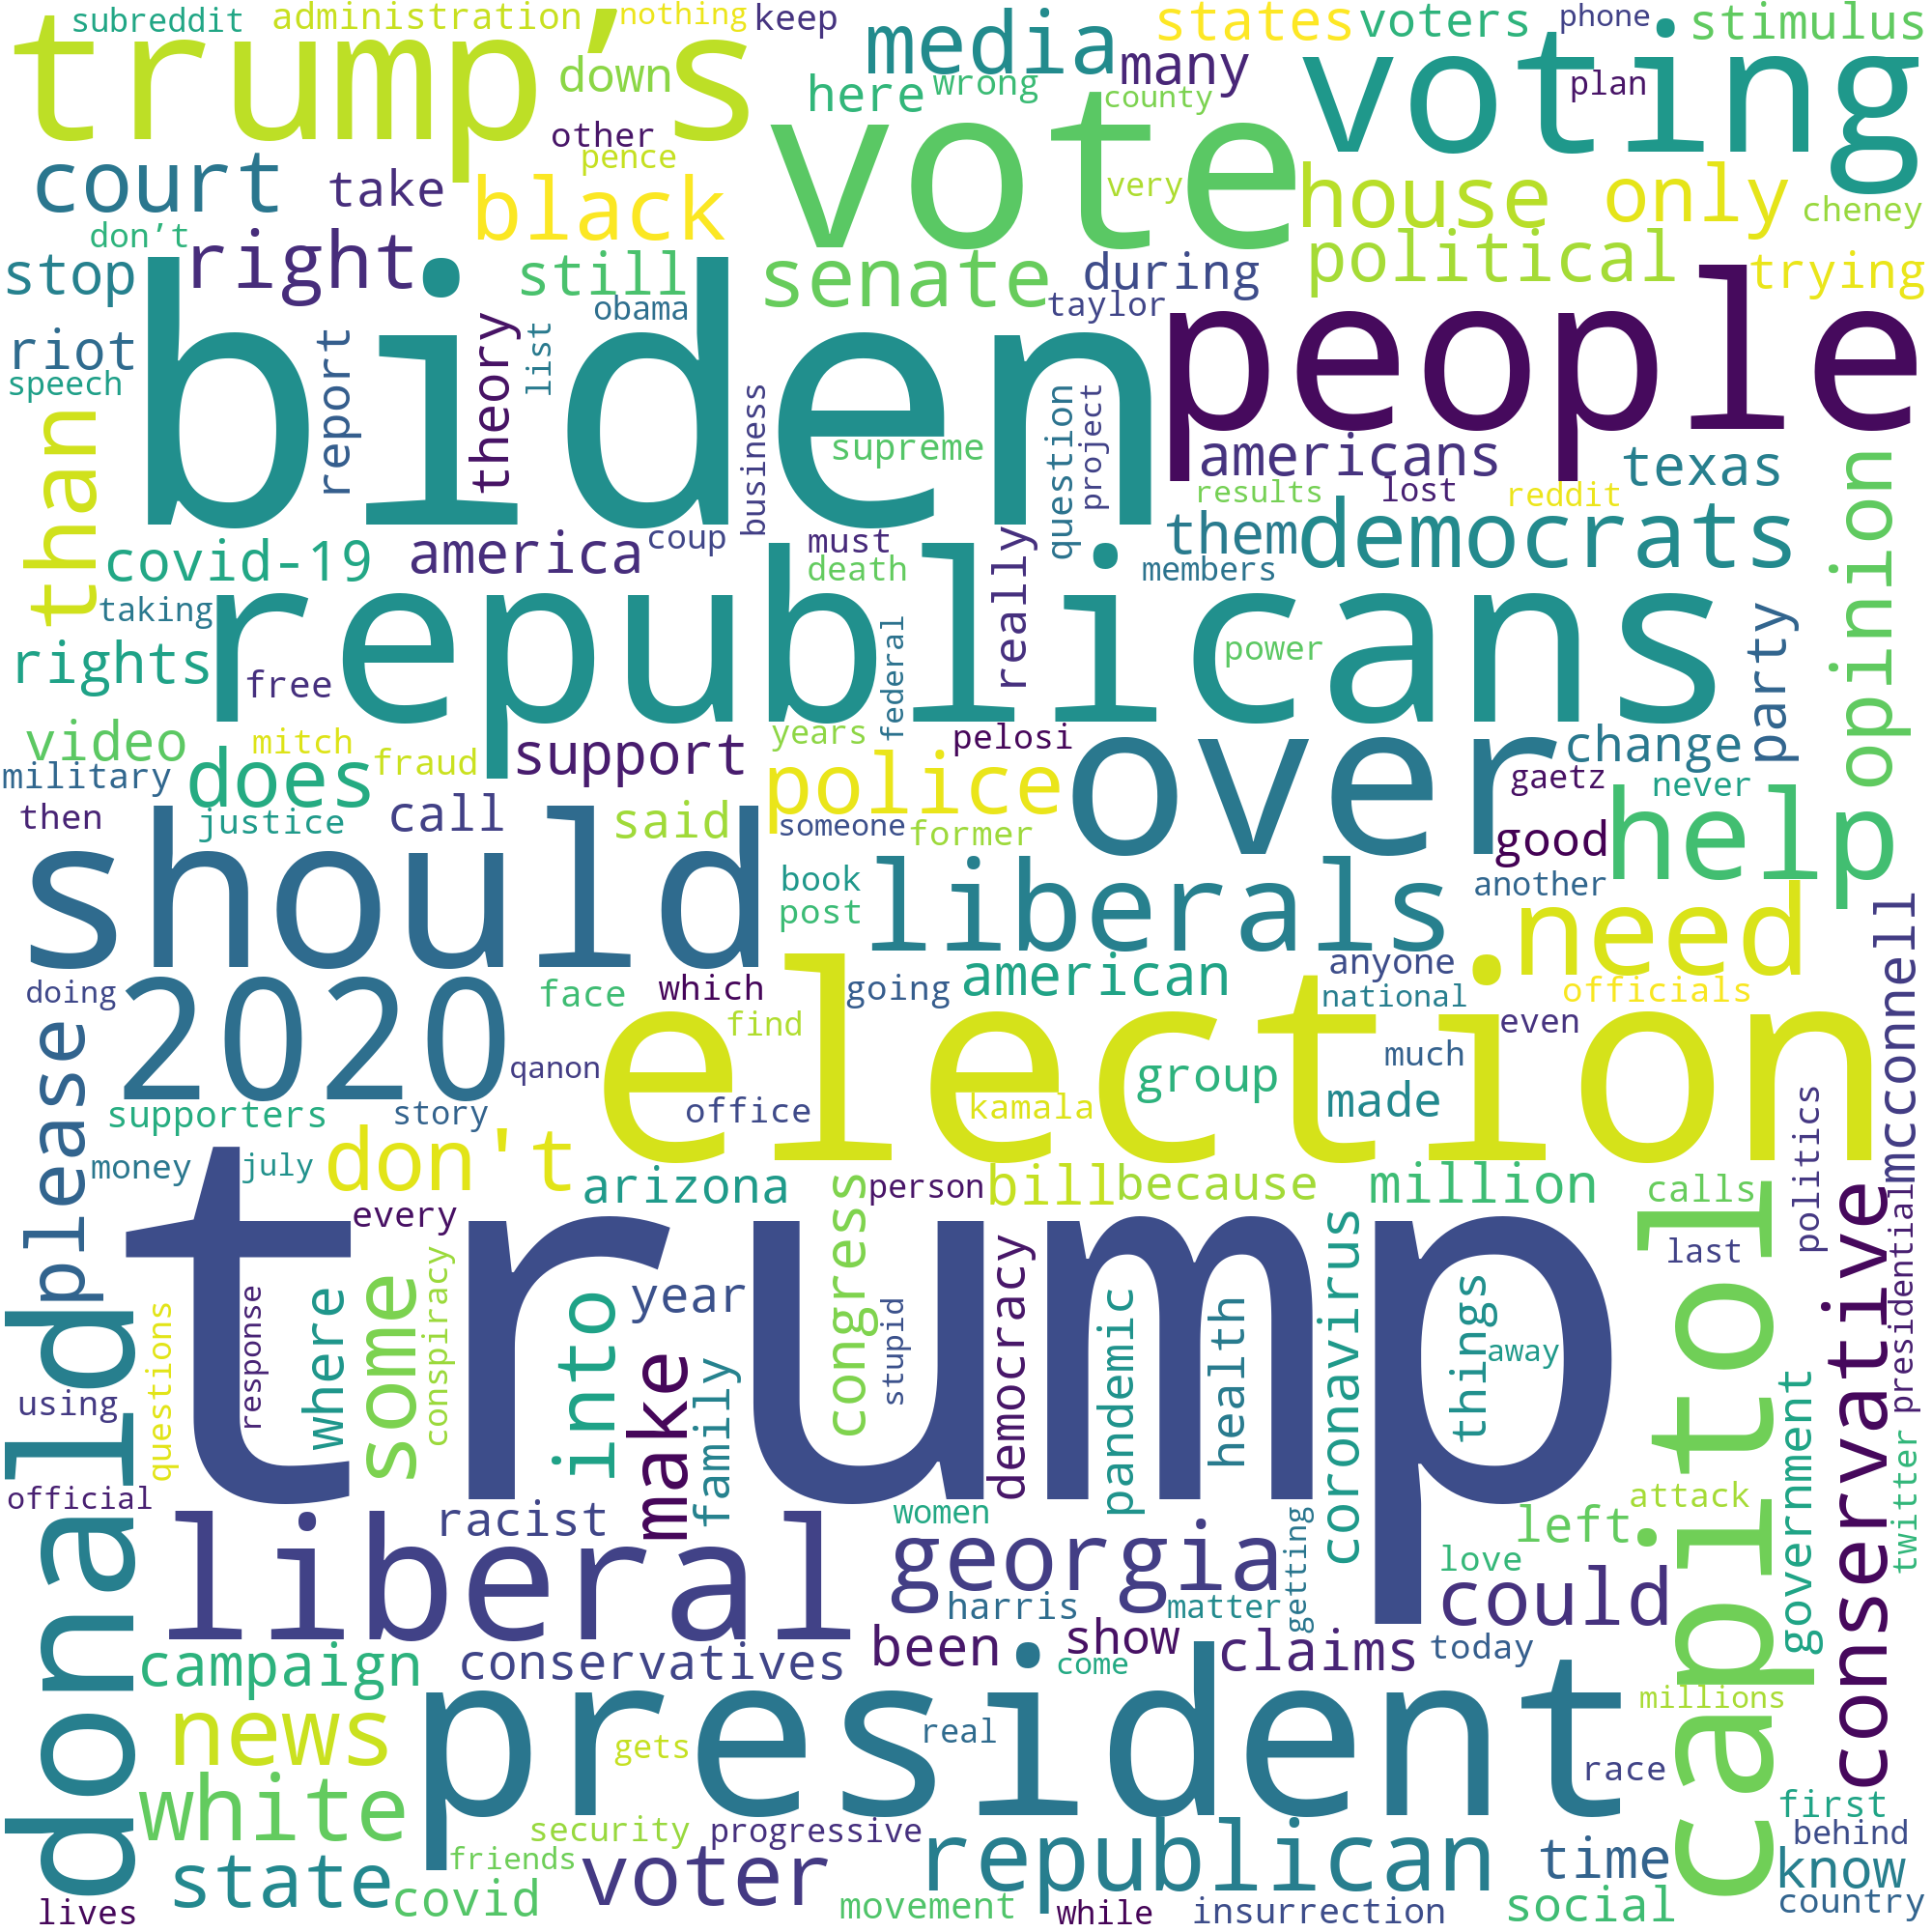 subreddit
administration
nothing
keep
media
states
voters
phone
stimulus
trump’s
down
here
wrong
many
county
voting
plan
vote
other
pence
court
take
black
very
house
only
cheney
don’t
right
still
senate
during
political
trying
stop
obama
taylor
people
riot
biden
report
theory
list
speech
than
business
supreme
question
project
americans
texas
opinion
results
lost
reddit
covid-19
america
coup
must
death
them
democrats
members
taking
republicans
really
federal
power
party
rights
free
video
mitch
fraud
support
years
pelosi
over
change
military
does
police
gaetz
never
then
justice
call
said
someone
former
good
help
should
book
post
liberals
another
need
mcconnell
doing
2020
face
which
going
american
anyone
national
officials
find
election
even
please
qanon
much
supporters
story
office
kamala
group
made
politics
money
july
don't
arizona
person
bill
because
million
calls
every
congress
capitol
conservative
presidential
trump
last
donald
questions
response
where
some
conspiracy
into
year
make
family
stupid
democracy
pandemic
health
coronavirus
things
away
government
twitter
using
official
racist
women
left
attack
liberal
georgia
getting
love
could
harris
matter
campaign
conservatives
been
show
come
claims
today
news
president
millions
gets
real
race
white
security
progressive
republican
first
behind
state
friends
covid
voter
time
know
lives
movement
while
insurrection
social
country